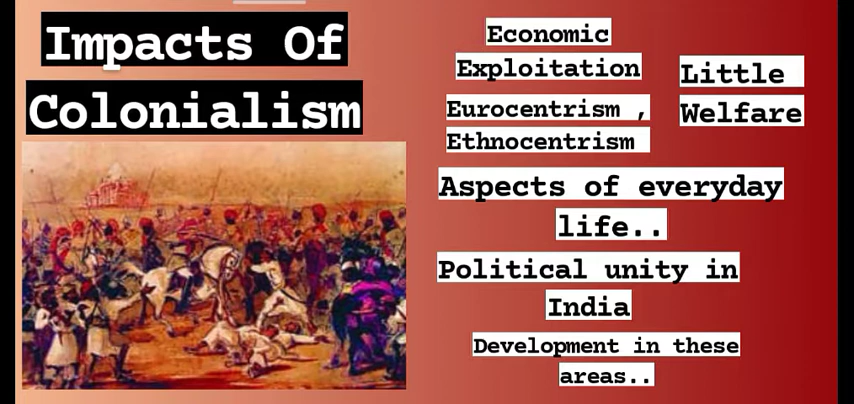 Impacts Of
Colonialism
Economic
Exploitation
Little
Welfare
Eurocentrism ,
Ethnocentrism
Aspects of everyday
life..
Political unity in
India
Development in these
areas..